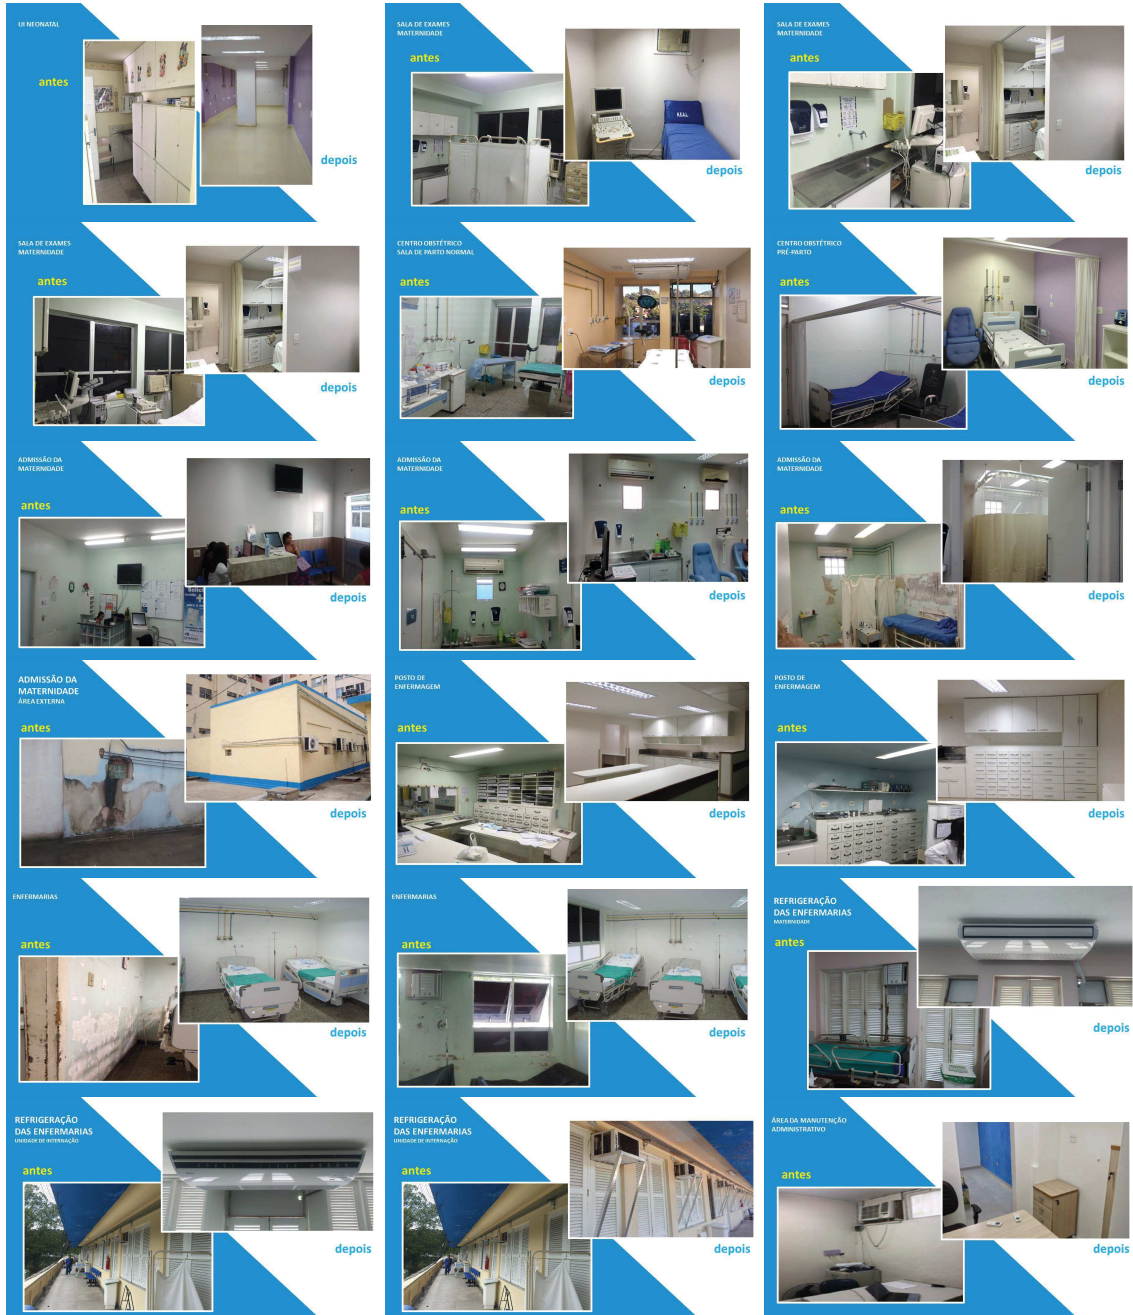 UI NEONATAL
antes
depois
SALA DE EXAMES
MATERNIDADE
antes
REAL
depois
SALA DE EXAMES
MATERNIDADE
antes
depois
SALA DE EXAMES
MATERNIDADE
antes
depois
CENTRO OBSTÉTRICO
SALA DE PARTO NORMAL
antes
depois
CENTRO OBSTÉTRICO
PRÉ-PARTO
antes
depois
ADMISSÃO DA
MATERNIDADE
antes
depois
ADMISSÃO DA
MATERNIDADE
antes
depois
ADMISSÃO DA
MATERNIDADE
antes
depois
ADMISSÃO DA
MATERNIDADE
ÁREA EXTERNA
antes
depois
POSTO DE
ENFERMAGEM
antes
depois
POSTO DE
ENFERMAGEM
antes
depois
ENFERMARIAS
antes
depois
ENFERMARIAS
antes
depois
REFRIGERAÇÃO
DAS ENFERMARIAS
MATERNIDADE
antes
depois
REFRIGERAÇÃO
DAS ENFERMARIAS
UNIDADE DE INTERNAÇÃO
antes
depois
REFRIGERAÇÃO
DAS ENFERMARIAS
UNIDADE DE INTERNAÇÃO
antes
depois
ÁREA DA MANUTENÇÃO
ADMINISTRATIVO
antes
depois